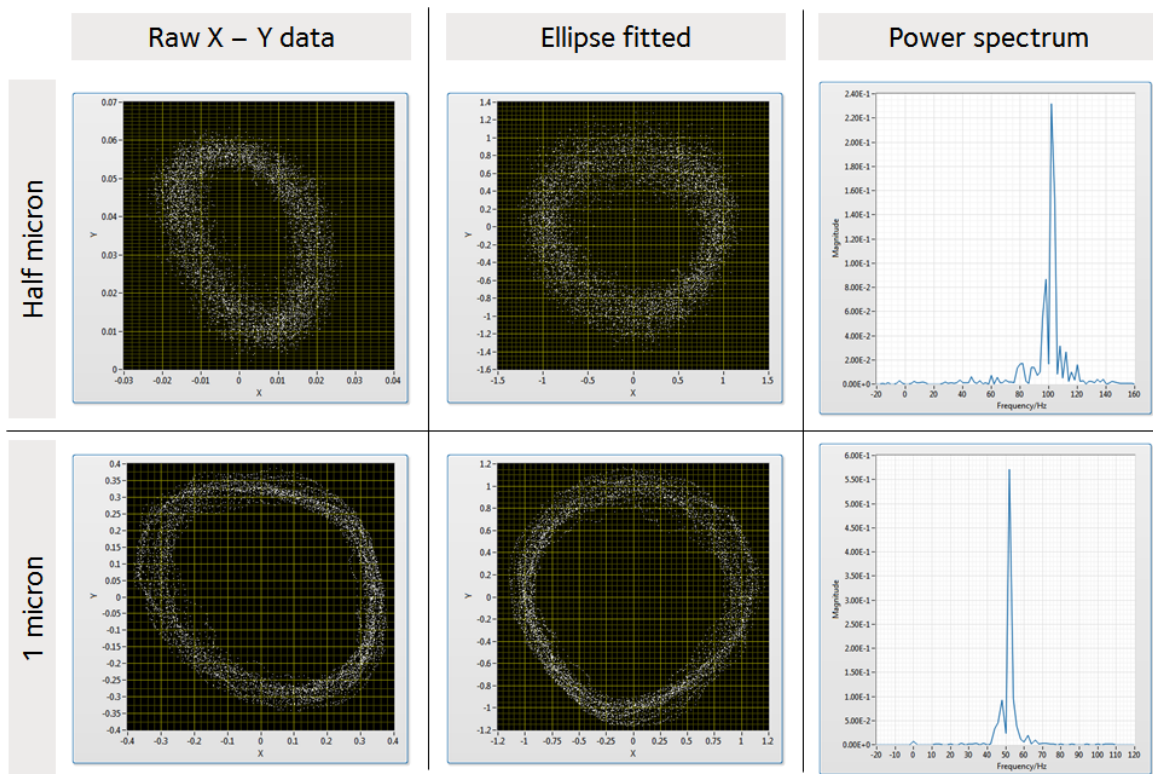 Raw X – Y data
Ellipse fitted
Power spectrum
Half micron
0.07
0.06
0.05
0.04
0.03
0.02
0.01
0
Y
-0.03 -0.02 -0.01 0 0.01 0.02 0.03 0.04
X
1.4
1.2
1
0.8
0.6
0.4
0.2
0
-0.2
-0.4
-0.6
-0.8
-1
-1.2
-1.4
-1.6
Y
-1.5 -1 -0.5 0 0.5 1 1.5
X
2.40E-1
2.20E-1
2.00E-1
1.80E-1
1.60E-1
1.40E-1
1.20E-1
1.00E-1
8.00E-2
6.00E-2
4.00E-2
2.00E-2
0.00E+0
Magnitude
-20 0 20 40 60 80 100 120 140 160
Frequency/Hz
1 micron
0.4
0.35
0.3
0.25
0.2
0.15
0.1
0.05
0
-0.05
-0.1
-0.15
-0.2
-0.25
-0.3
-0.4
Y
-0.4 -0.3 -0.2 -0.1 0 0.1 0.2 0.3 0.4
X
1.2
1
0.8
0.6
0.4
0.2
0
-0.2
-0.4
-0.6
-0.8
-1
-1.2
Y
-1.2 -1 -0.75 -0.5 -0.25 0 0.25 0.5 0.75 1 1.2
X
6.00E-1
5.50E-1
5.00E-1
4.50E-1
4.00E-1
3.50E-1
3.00E-1
2.50E-1
2.00E-1
1.50E-1
1.00E-1
5.00E-2
0.00E+0
Magnitude
-20 -10 0 10 20 30 40 50 60 70 80 90 100 110 120
Frequency/Hz